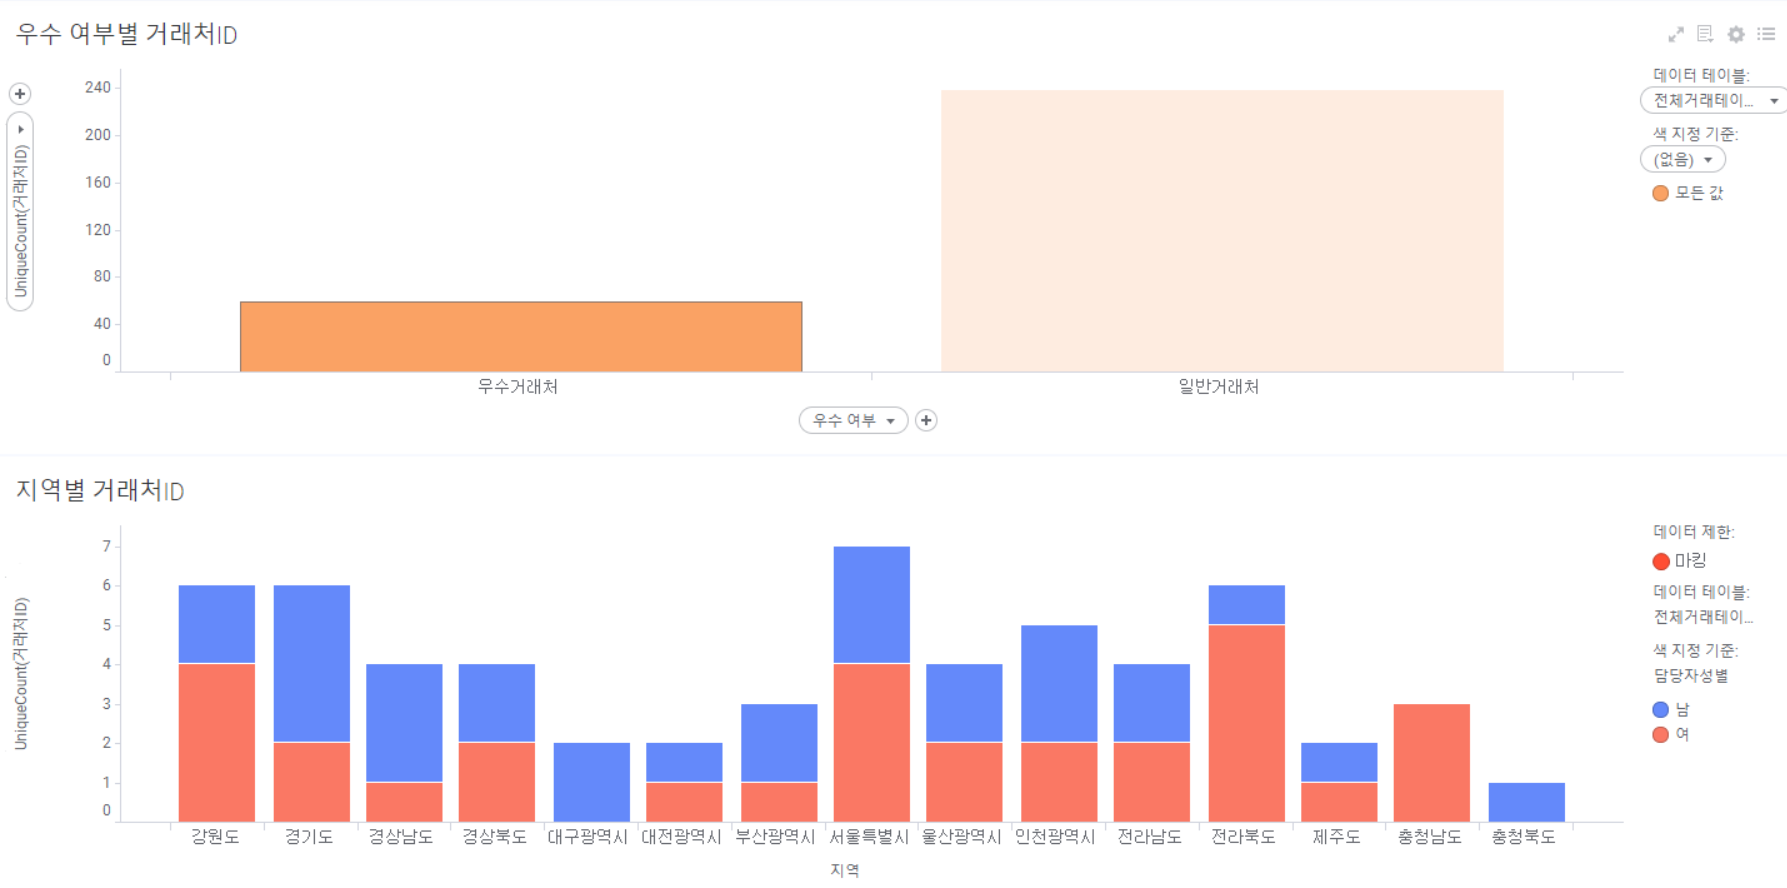 우수 여부별 거래처ID
240
200
160
120
80
40
0
UniqueCount(거래처ID)
우수거래처
일반거래처
우수 여부
데이터 테이블:
전체거래테이...
색 지정 기준:
(없음)
모든 값
지역별 거래처ID
7
6
5
4
3
2
1
0
UniqueCount(거래처ID)
강원도
경기도
경상남도
경상북도
대구광역시
대전광역시
부산광역시
서울특별시
울산광역시
인천광역시
전라남도
전라북도
제주도
충청남도
충청북도
지역
데이터 제한:
마킹
데이터 테이블:
전체거래테이...
색 지정 기준:
담당자성별
남
여